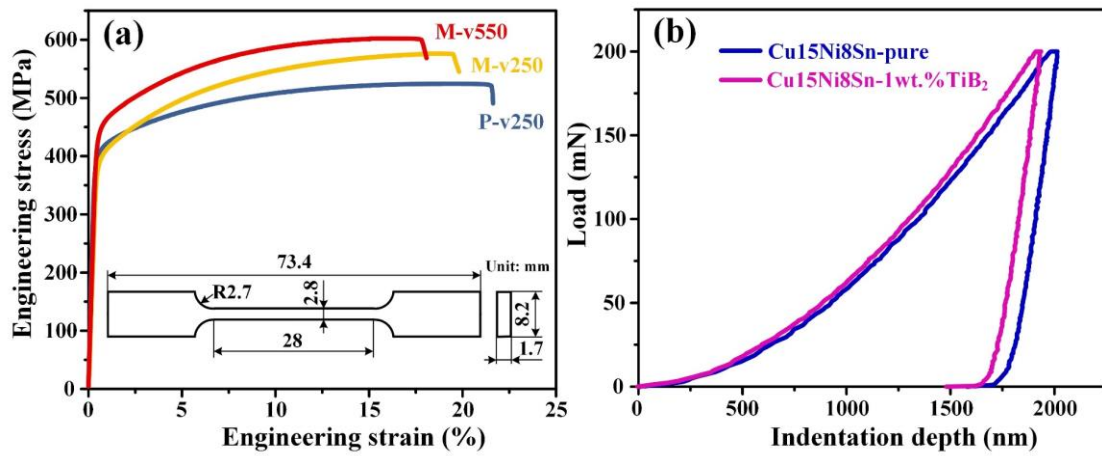 (a)
M-v550
M-v250
P-v250
600
500
400
300
200
100
0
Engineering stress (MPa)
73.4
Unit: mm
R2.7
2.8
8.2
28
1.7
0 5 10 15 20 25
Engineering strain (%)
(b)
Cu15Ni8Sn-pure
Cu15Ni8Sn-1wt.%TiB₂
200
150
100
50
0
Load (mN)
0 500 1000 1500 2000
Indentation depth (nm)